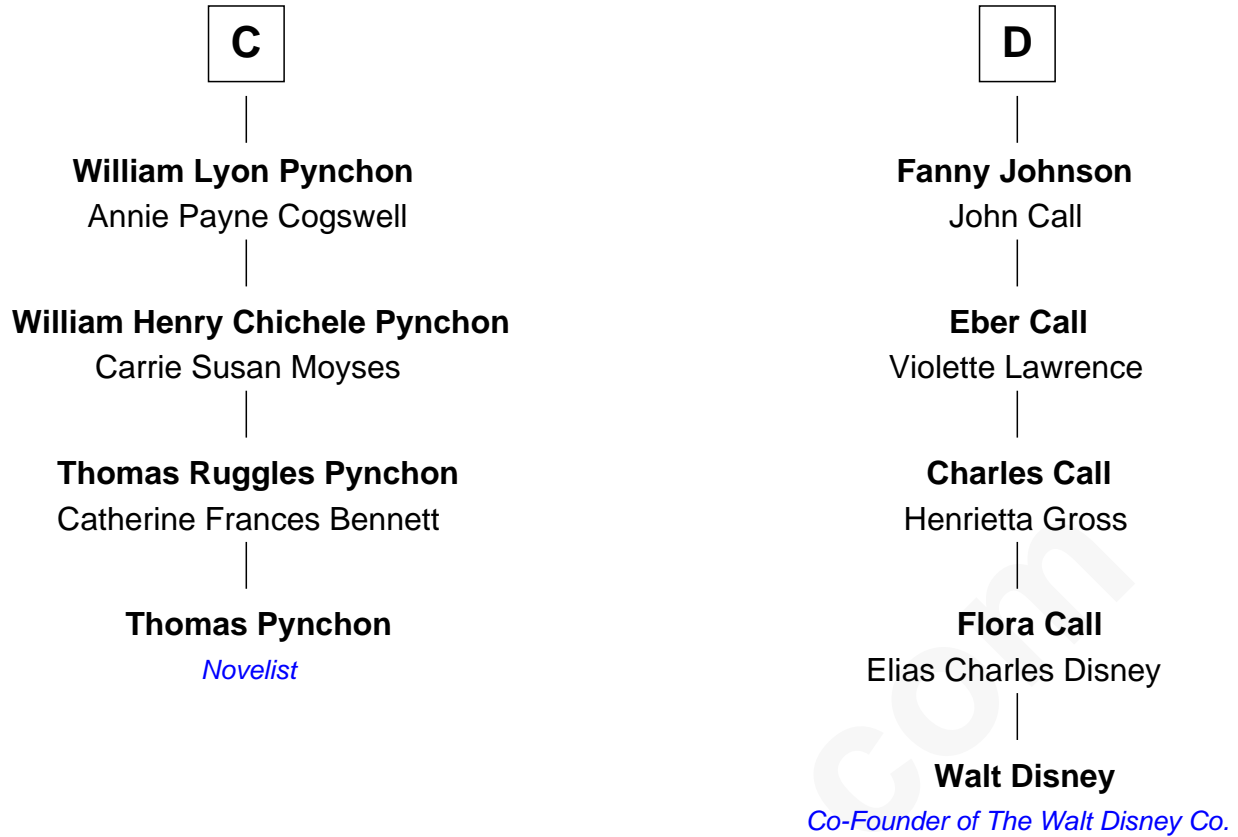 C
William Lyon Pynchon
Annie Payne Cogswell
William Henry Chichele Pynchon
Carrie Susan Moyses
Thomas Ruggles Pynchon
Catherine Frances Bennett
Thomas Pynchon
Novelist
D
Fanny Johnson
John Call
Eber Call
Violette Lawrence
Charles Call
Henrietta Gross
Flora Call
Elias Charles Disney
Walt Disney
Co-Founder of The Walt Disney Co.
com